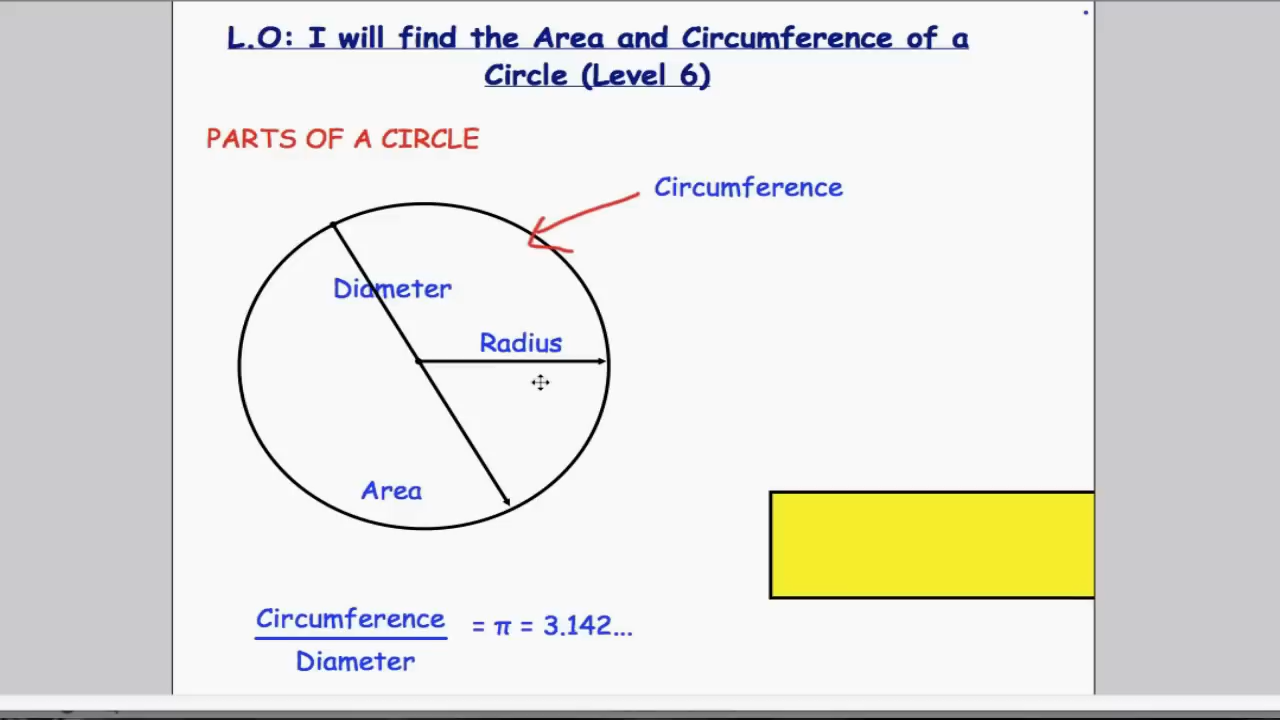 L.O: I will find the Area and Circumference of a
Circle (Level 6)
PARTS OF A CIRCLE
Circumference
Diameter
Radius
Area
Circumference
Diameter
= π = 3.142...